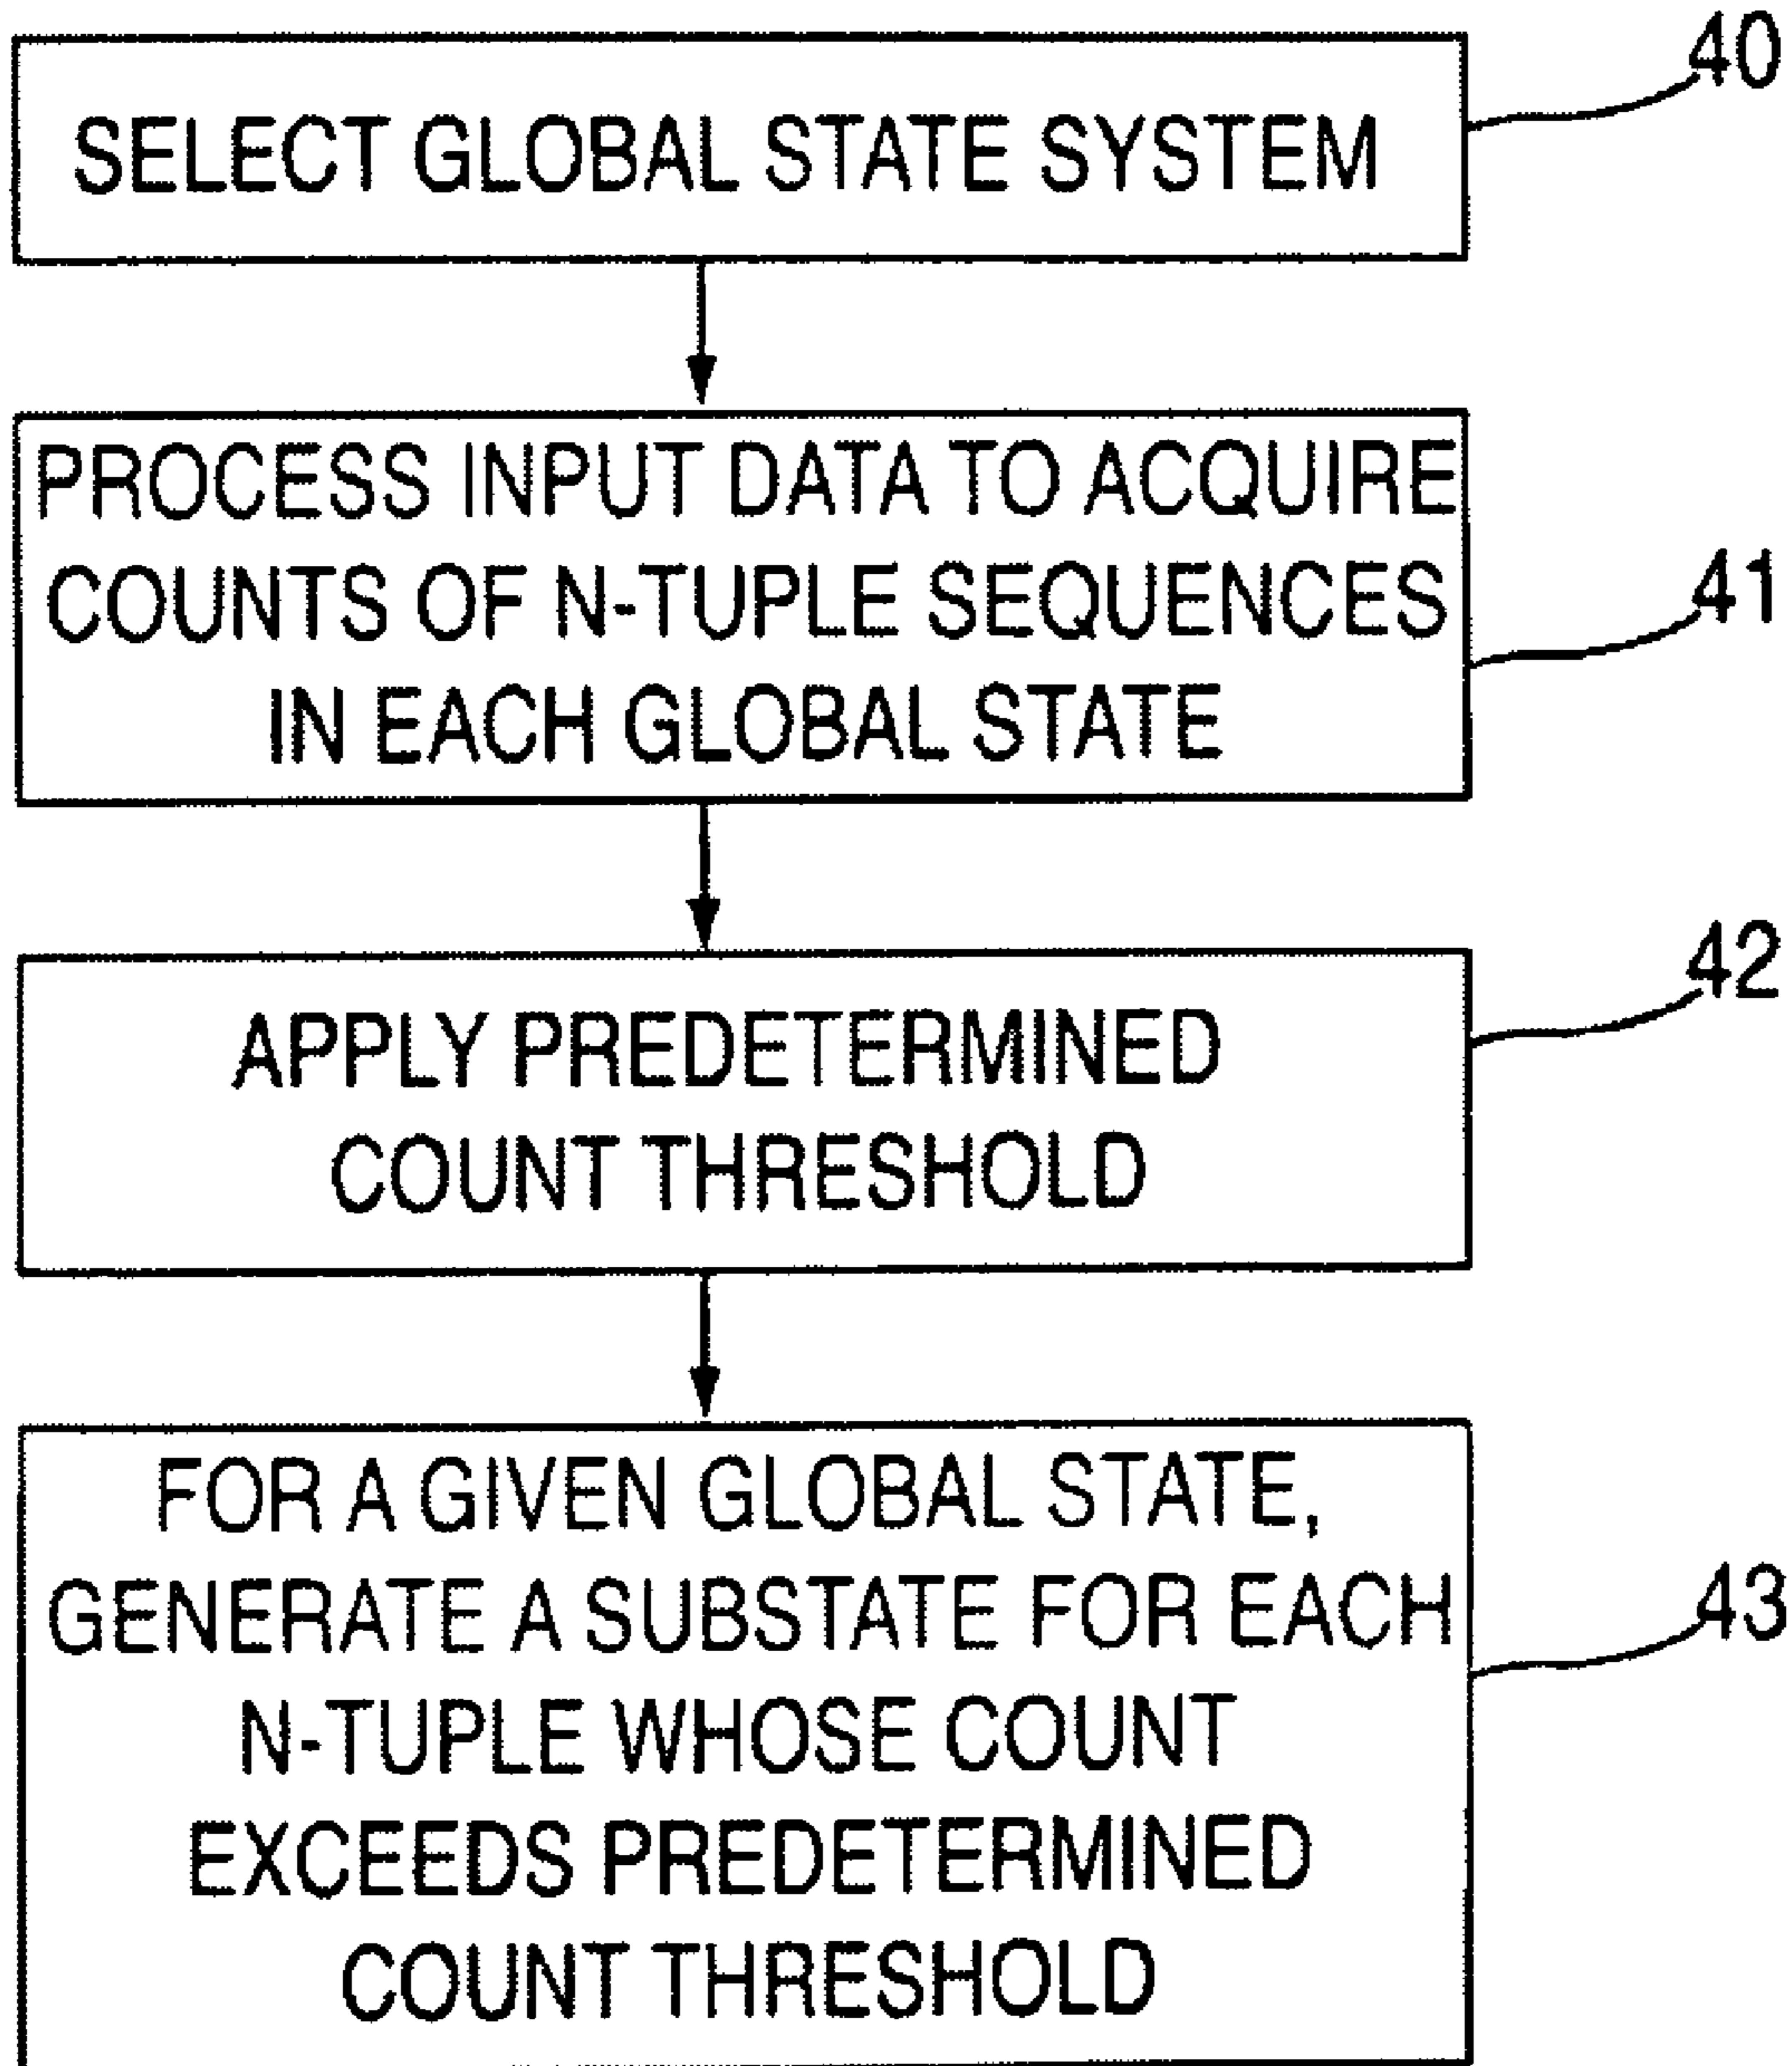 SELECT GLOBAL STATE SYSTEM
40
PROCESS INPUT DATA TO ACQUIRE
COUNTS OF N-TUPLE SEQUENCES
IN EACH GLOBAL STATE
41
APPLY PREDETERMINED
COUNT THRESHOLD
42
FOR A GIVEN GLOBAL STATE,
GENERATE A SUBSTATE FOR EACH
N-TUPLE WHOSE COUNT
EXCEEDS PREDETERMINED
COUNT THRESHOLD
43